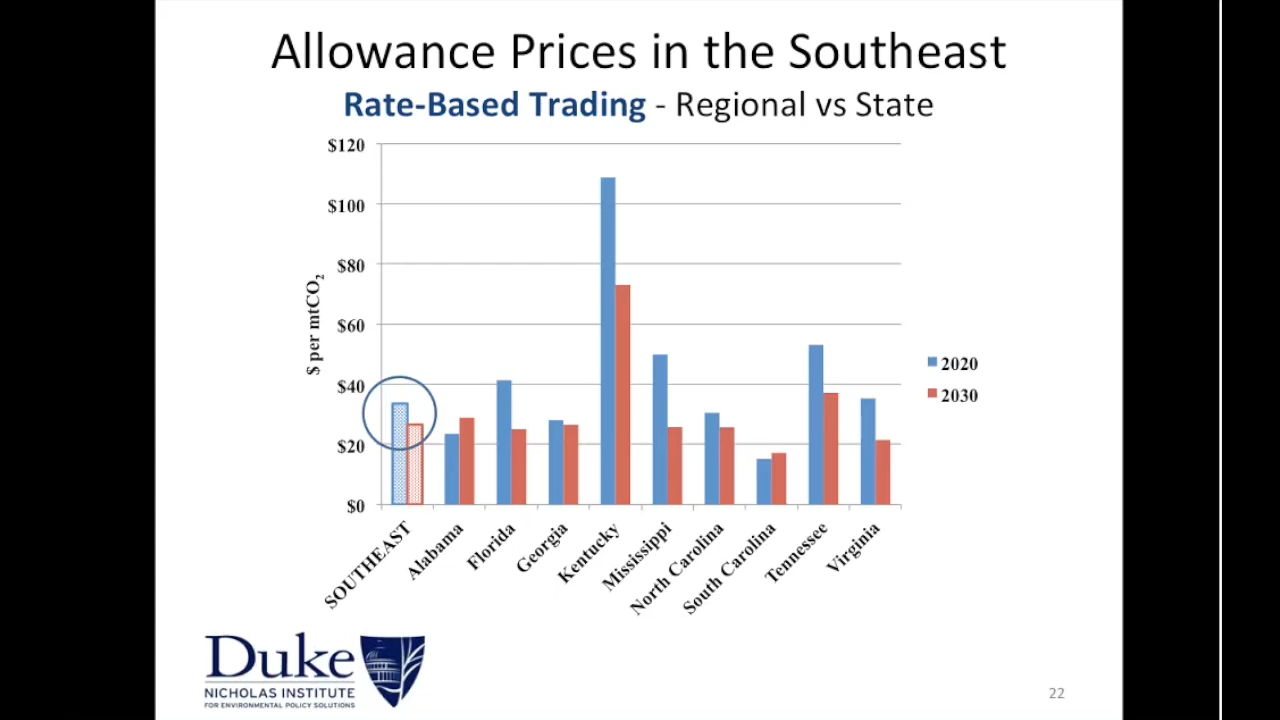 Allowance Prices in the Southeast
Rate-Based Trading - Regional vs State
$120
$100
$80
$60
$40
$20
$0
$ per mtCO₂
2020
2030
SOUTHEAST
Alabama
Florida
Georgia
Kentucky
Mississippi
North Carolina
South Carolina
Tennessee
Virginia
Duke
NICHOLAS INSTITUTE
FOR ENVIRONMENTAL POLICY SOLUTIONS
22